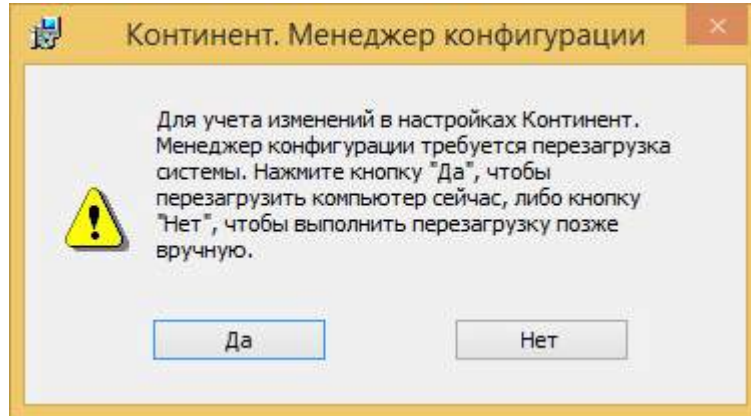 Континент. Менеджер конфигурации
Для учета изменений в настройках Континент.
Менеджер конфигурации требуется перезагрузка
системы. Нажмите кнопку "Да", чтобы
перезагрузить компьютер сейчас, либо кнопку
"Нет", чтобы выполнить перезагрузку позже
вручную.
Да
Нет